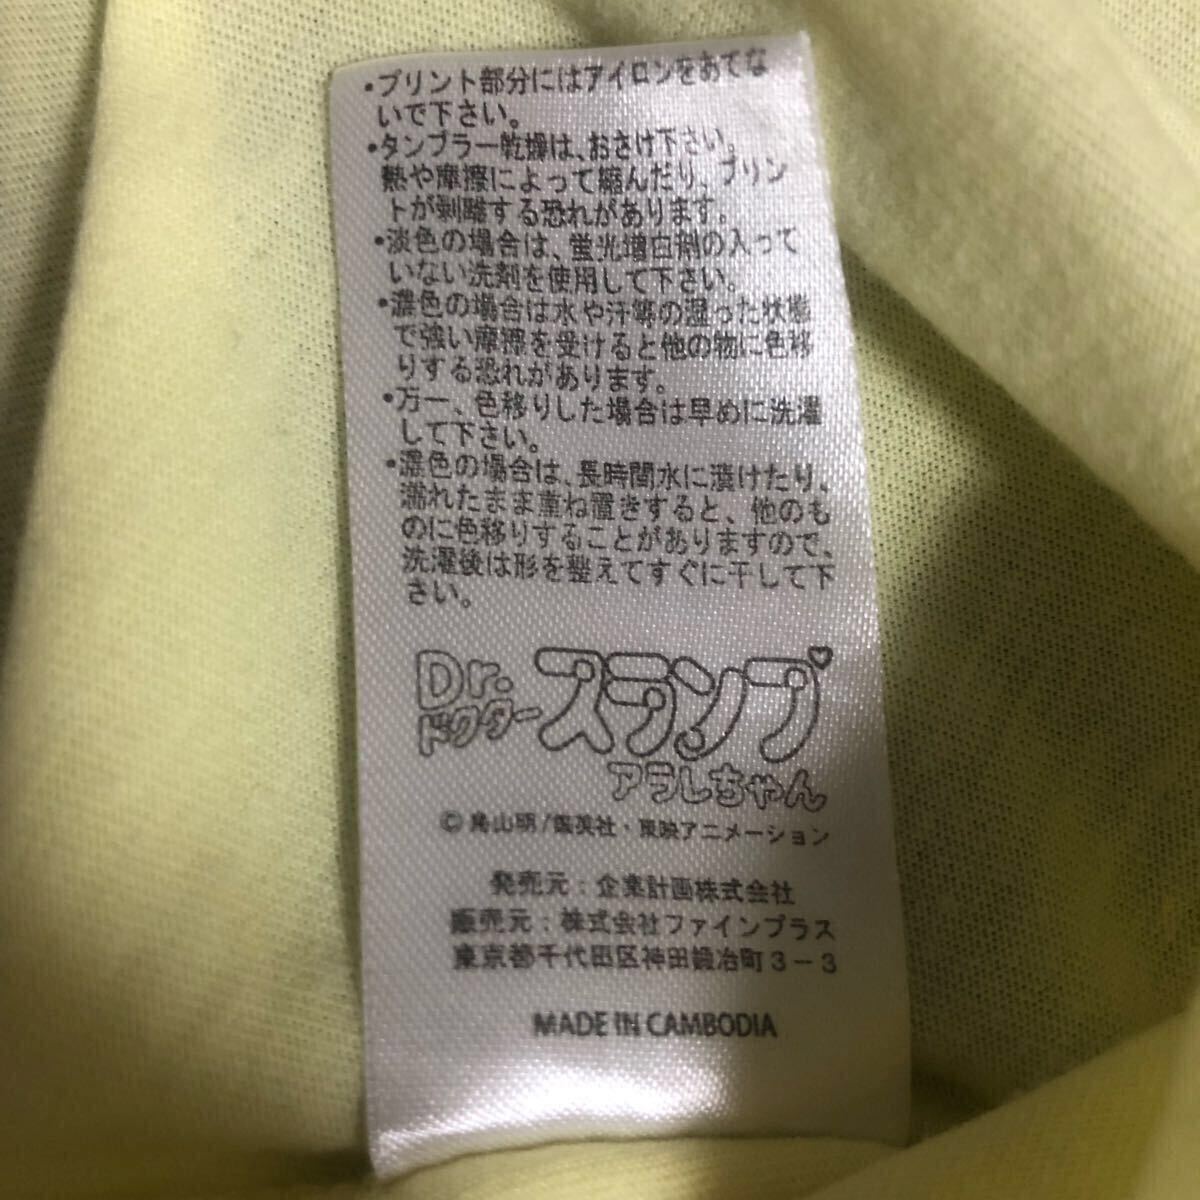 ・プリント部分にはアイロンをあてな
いで下さい。
・タンブラー乾燥は、おさけ下さい。
熱や摩擦によって縮んだり、プリン
トが剥離する恐れがあります。
・淡色の場合は、蛍光増白剤の入って
いない洗剤を使用して下さい。
・濃色の場合は水や汗等の湿った状態
で強い摩擦を受けると他の物に色移
りする恐れがあります。
・万一、色移りした場合は早めに洗濯
して下さい。
・濃色の場合は、長時間水に漬けたり、
濡れたまま重ね置きすると、他のも
のに色移りすることがありますので、
洗濯後は形を整えてすぐに干して下
さい。
Dr.スランプ
ドクター
アラレちゃん
© 鳥山明/集英社・東映アニメーション
発売元：企業計画株式会社
販売元：株式会社ファインプラス
東京都千代田区神田鍛冶町3-3
MADE IN CAMBODIA